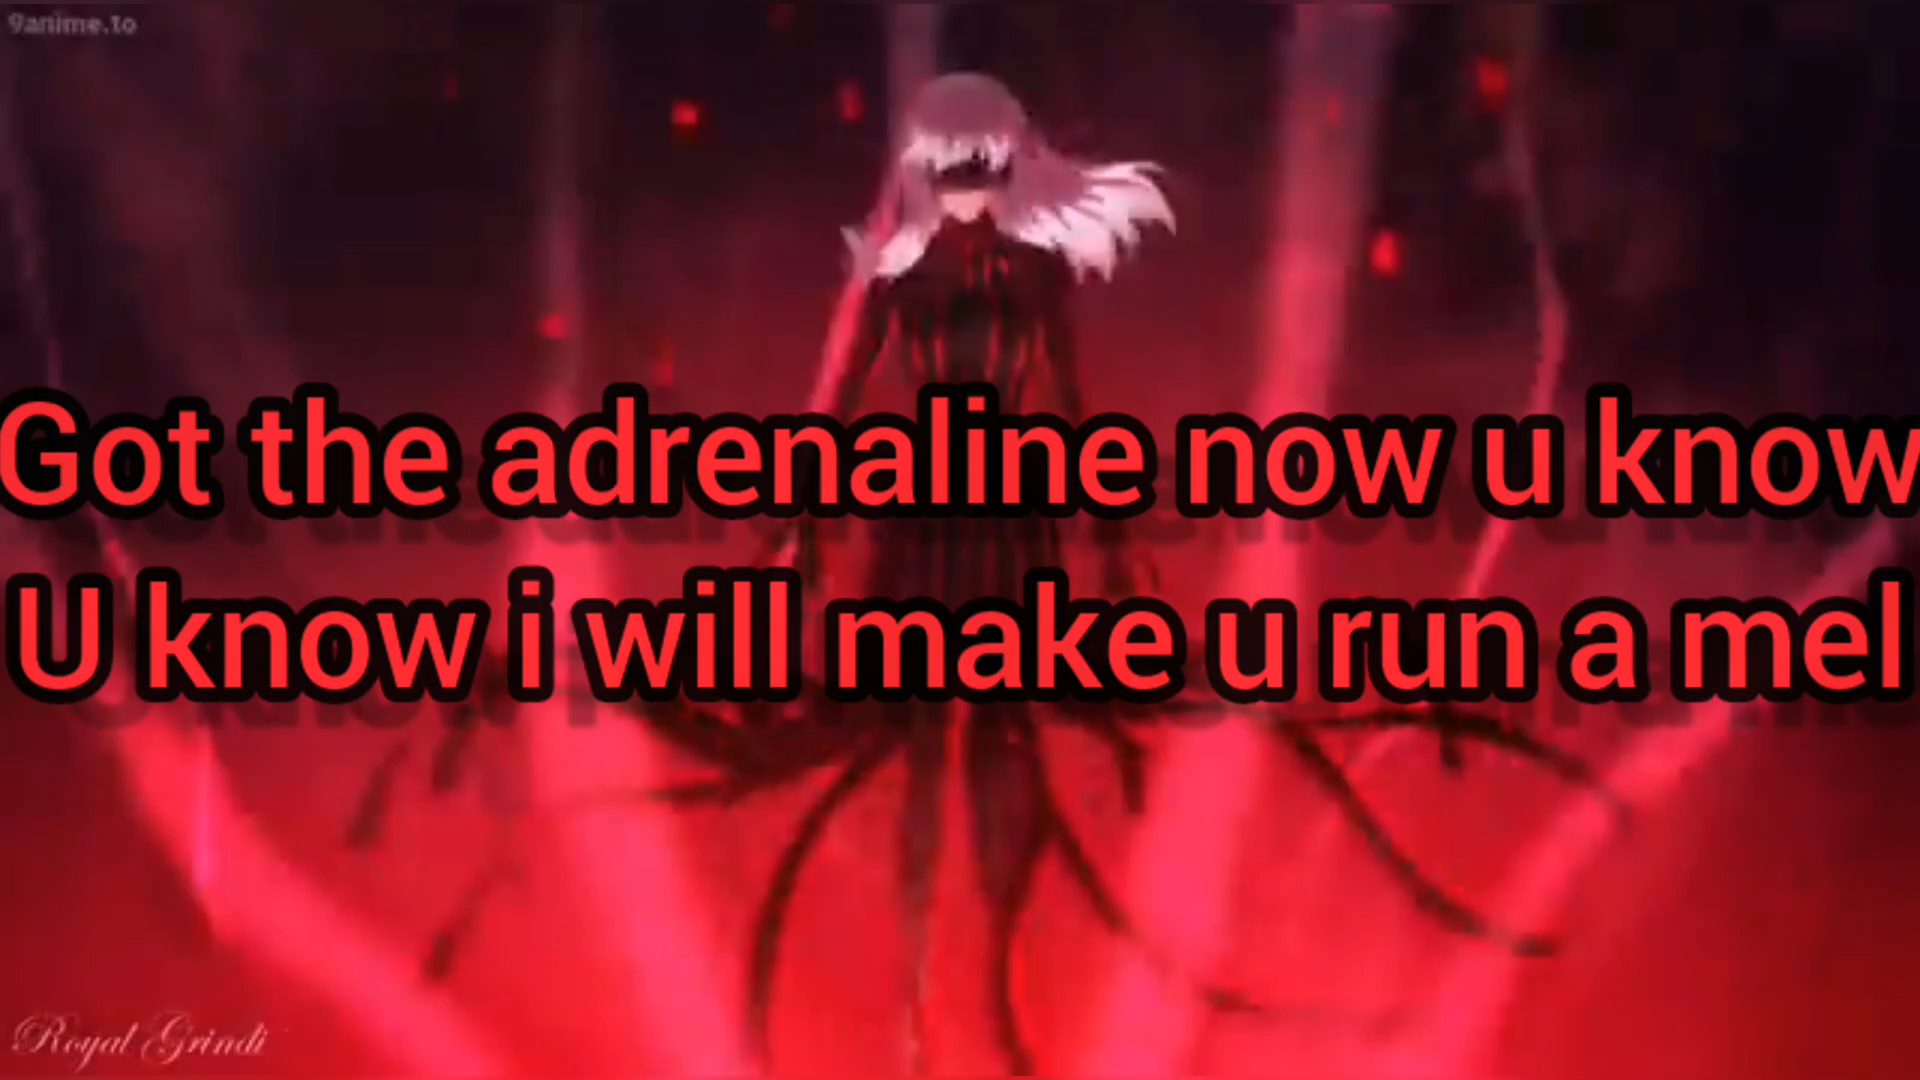 9anime.to
Got the adrenaline now u know
U know i will make u run a mel
Royal Grindi